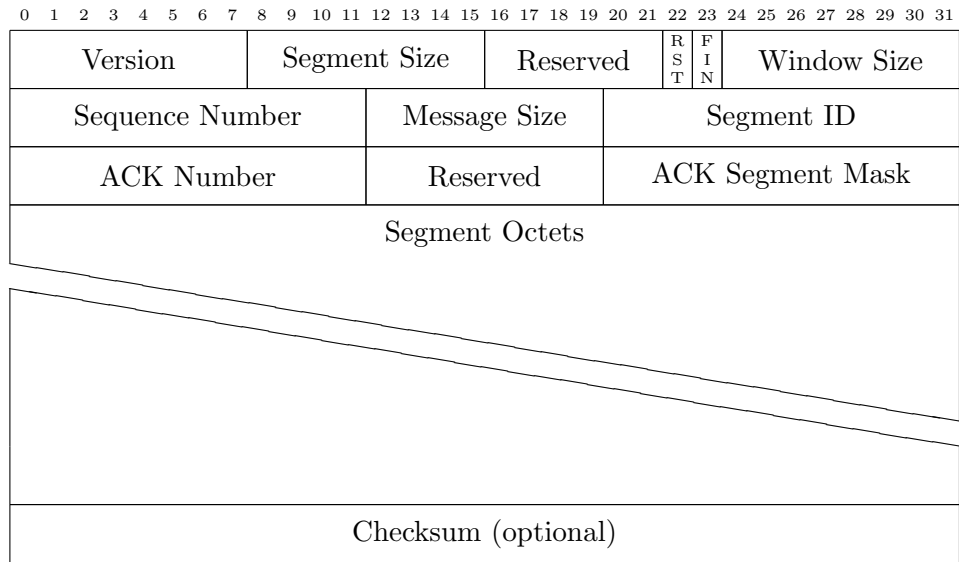 0 1 2 3 4 5 6 7 8 9 10 11 12 13 14 15 16 17 18 19 20 21 22 23 24 25 26 27 28 29 30 31
Version Segment Size Reserved RST FIN Window Size
Sequence Number Message Size Segment ID
ACK Number Reserved ACK Segment Mask
Segment Octets
Checksum (optional)